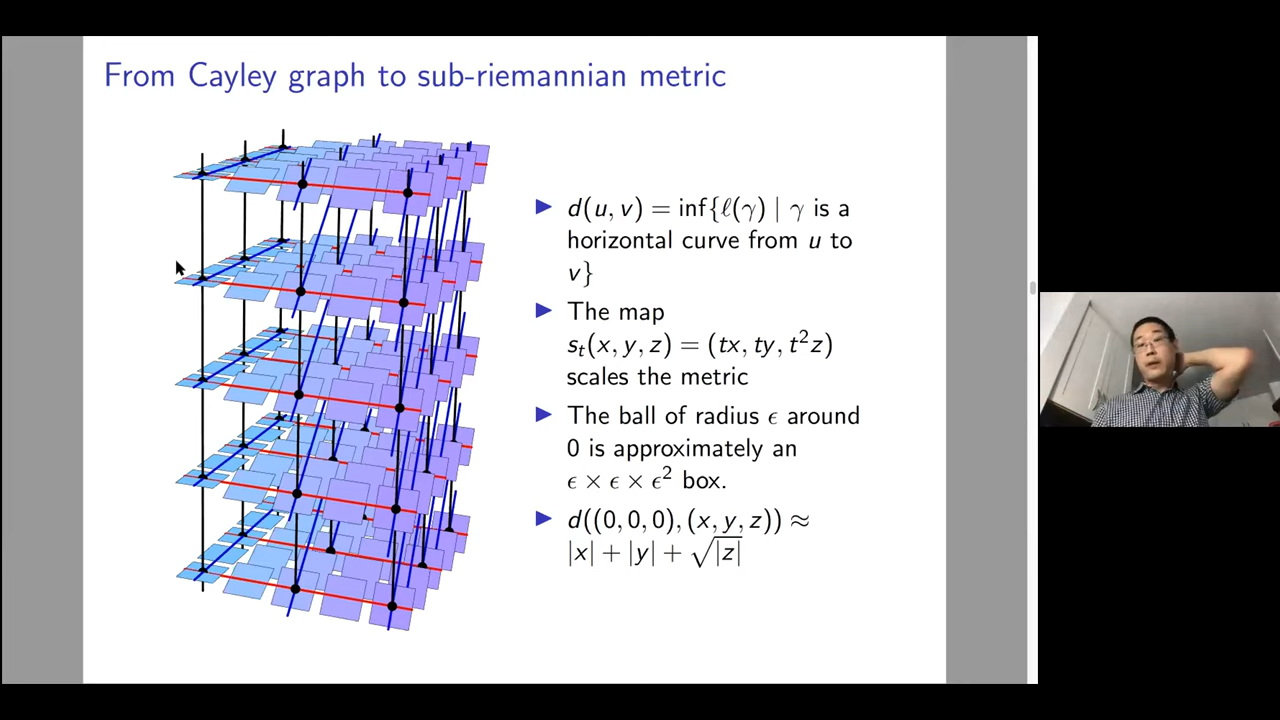 From Cayley graph to sub-riemannian metric
d(u, v) = inf{ℓ(γ) | γ is a
horizontal curve from u to
v}
The map
s_t(x, y, z) = (tx, ty, t²z)
scales the metric
The ball of radius ϵ around
0 is approximately an
ϵ × ϵ × ϵ² box.
d((0, 0, 0), (x, y, z)) ≈
|x| + |y| + √|z|